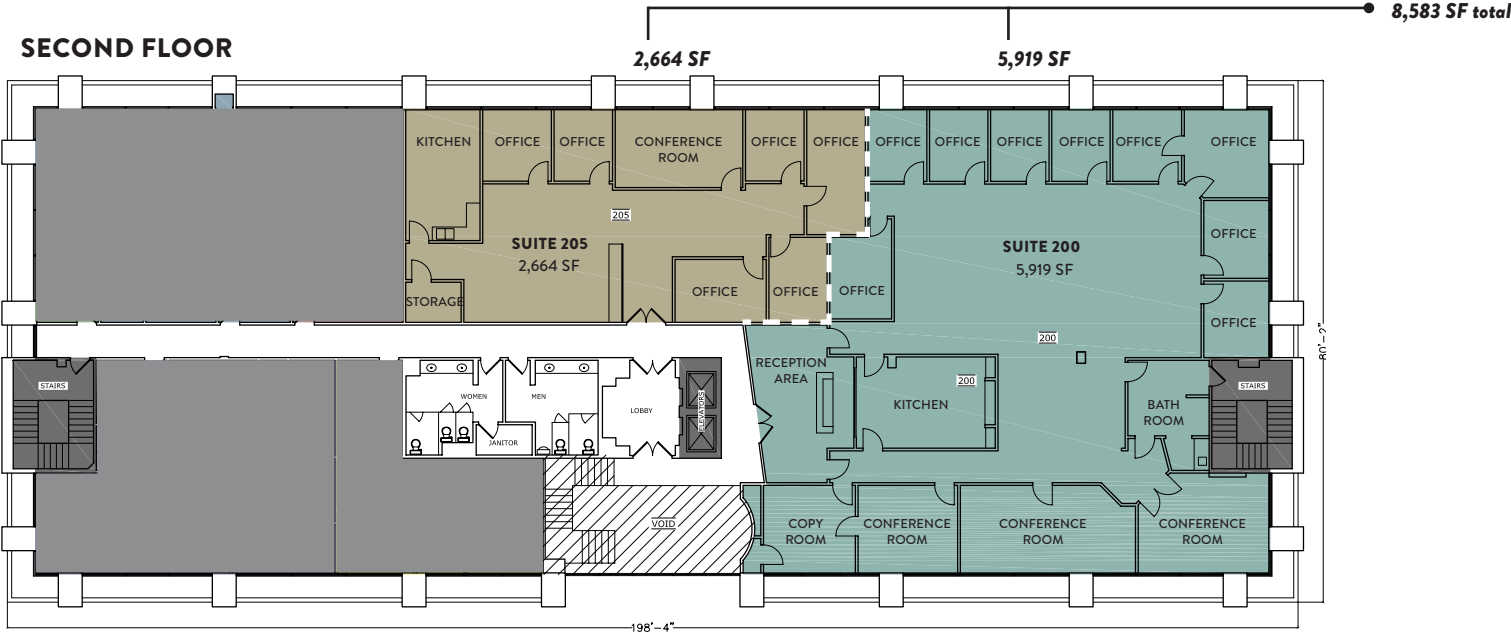 8,583 SF total
SECOND FLOOR
2,664 SF
5,919 SF
KITCHEN
OFFICE
OFFICE
CONFERENCE
ROOM
OFFICE
OFFICE
OFFICE
OFFICE
OFFICE
OFFICE
OFFICE
OFFICE
205
SUITE 205
2,664 SF
SUITE 200
5,919 SF
OFFICE
STORAGE
OFFICE
OFFICE
OFFICE
OFFICE
200
80'-2"
STAIRS
WOMEN
MEN
JANITOR
LOBBY
ELEVATORS
RECEPTION
AREA
KITCHEN
200
BATH
ROOM
STAIRS
VOID
COPY
ROOM
CONFERENCE
ROOM
CONFERENCE
ROOM
CONFERENCE
ROOM
198'-4"